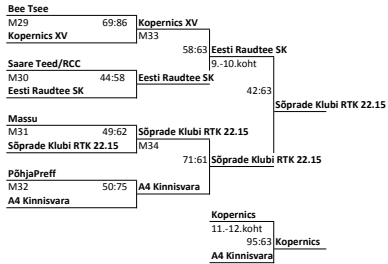 Bee Tsee
M29 69:86 Kopernics XV
Kopernics XV M33
58:63 Eesti Raudtee SK
Saare Teed/RCC 9.-10.koht
M30 44:58 Eesti Raudtee SK 42:63
Eesti Raudtee SK
Sõprade Klubi RTK 22.15
Massu
M31 49:62 Sõprade Klubi RTK 22.15
Sõprade Klubi RTK 22.15 M34
71:61 Sõprade Klubi RTK 22.15
PõhjaPreff
M32 50:75 A4 Kinnisvara
A4 Kinnisvara
Kopernics
11.-12.koht
95:63 Kopernics
A4 Kinnisvara